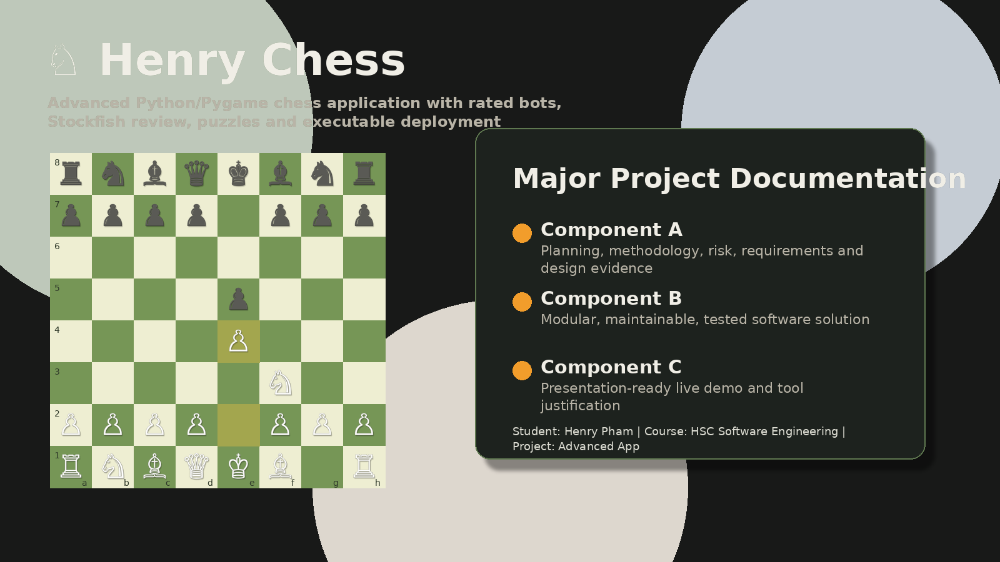 ♘ Henry Chess
Advanced Python/Pygame chess application with rated bots,
Stockfish review, puzzles and executable deployment
8
7
6
5
4
3
2
1
a b c d e f g h
Major Project Documentation
Component A
Planning, methodology, risk, requirements and
design evidence
Component B
Modular, maintainable, tested software solution
Component C
Presentation-ready live demo and tool
justification
Student: Henry Pham | Course: HSC Software Engineering |
Project: Advanced App